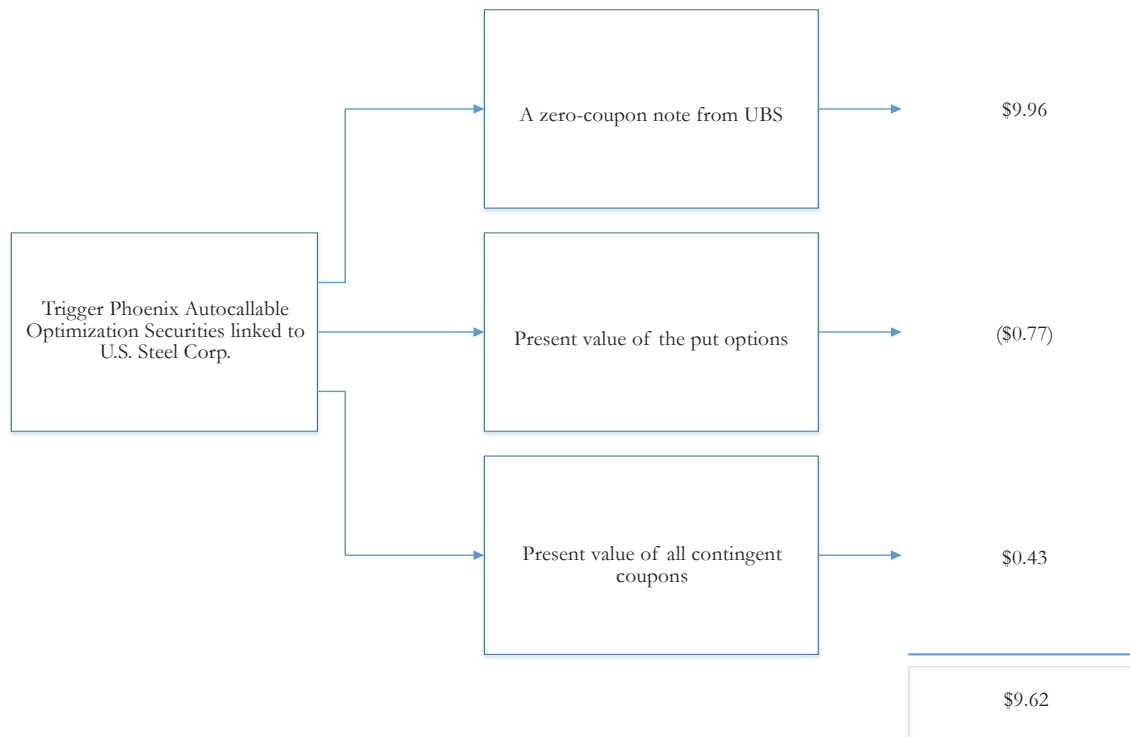 A zero-coupon note from UBS
$9.96
Trigger Phoenix Autocallable
Optimization Securities linked to
U.S. Steel Corp.
Present value of the put options
($0.77)
Present value of all contingent
coupons
$0.43
$9.62